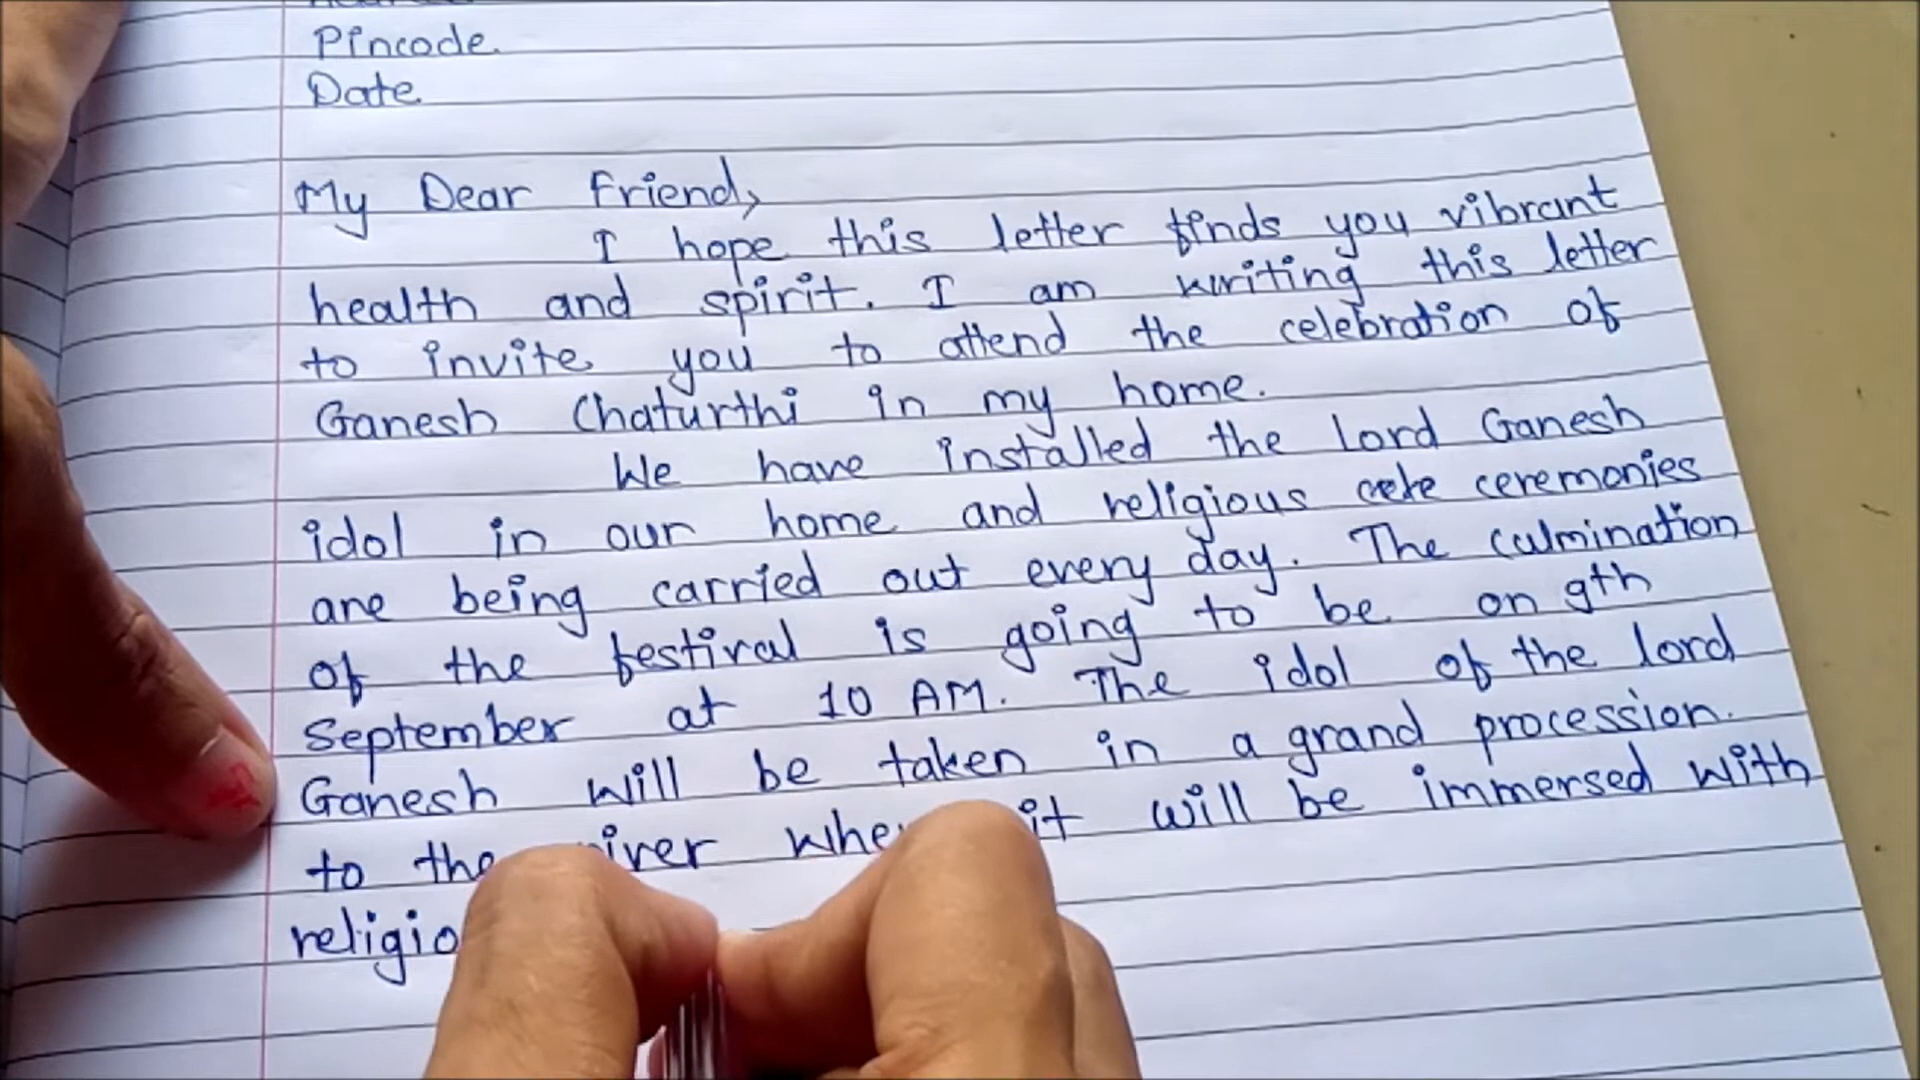 Pincode
Date
My Dear Friend,
I hope this letter finds you vibrant
health and spirit. I am writing this letter
to invite you to attend the celebration of
Ganesh Chaturthi in my home.
We have installed the lord Ganesh
idol in our home and religious ceremonies
are being carried out every day. The culmination
of the festival is going to be on 9th
September at 10 AM. The idol of the lord
Ganesh will be taken in a grand procession.
to the river it will be immersed with